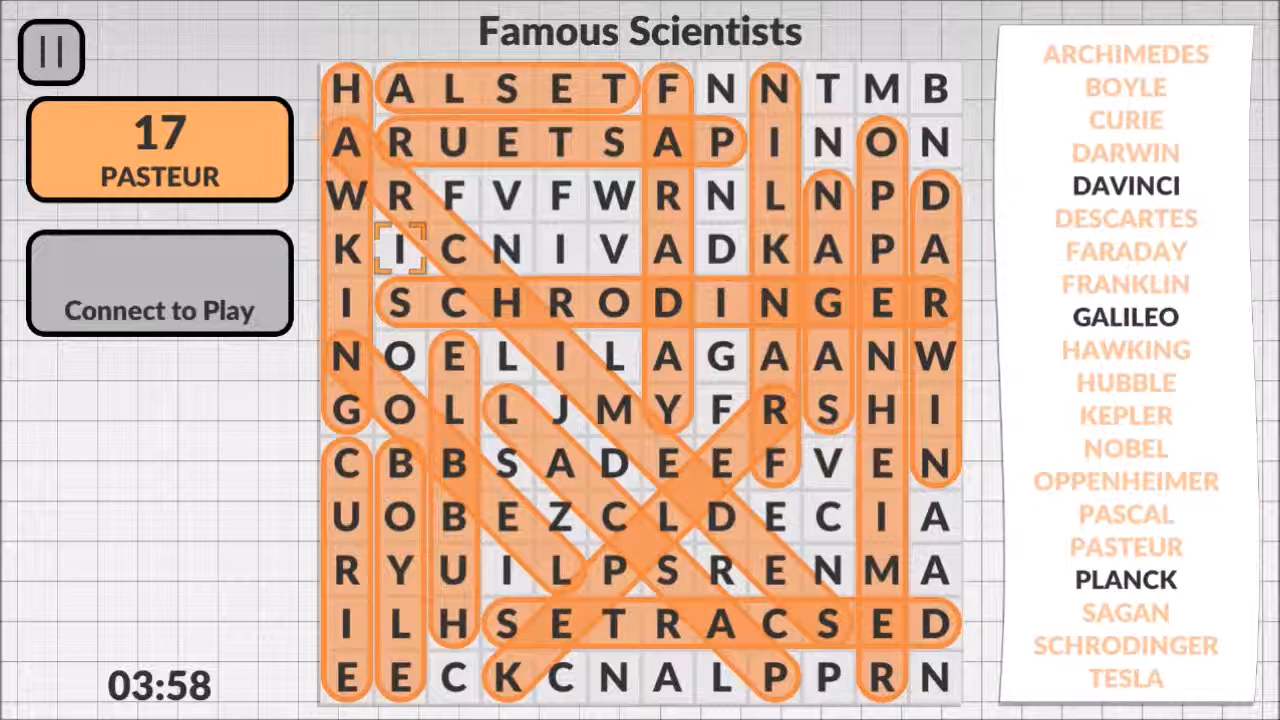 Famous Scientists
17
PASTEUR
Connect to Play
03:58
H A L S E T F N N T M B
A R U E T S A P I N O N
W R F V F W R N L N P D
K I C N I V A D K A P A
I S C H R O D I N G E R
N O E L I L A G A A N W
G O L L J M Y F R S H I
C B B S A D E E F V E N
U O B E Z C L D E C I A
R Y U I L P S R E N M A
I L H S E T R A C S E D
E E C K C N A L P P R N
ARCHIMEDES
BOYLE
CURIE
DARWIN
DAVINCI
DESCARTES
FARADAY
FRANKLIN
GALILEO
HAWKING
HUBBLE
KEPLER
NOBEL
OPPENHEIMER
PASCAL
PASTEUR
PLANCK
SAGAN
SCHRODINGER
TESLA